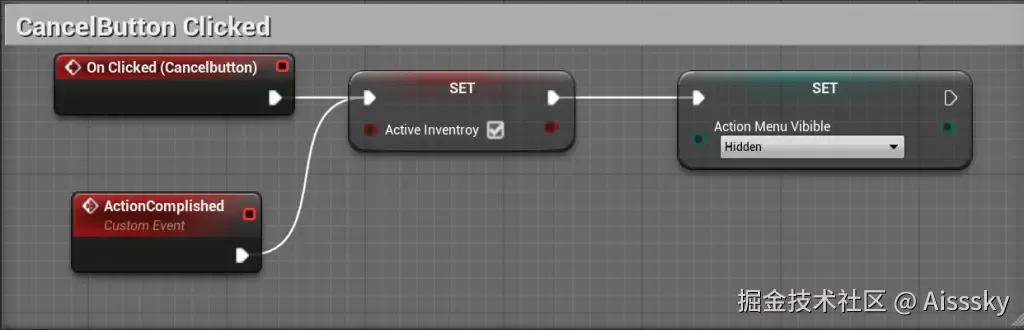 CancelButton Clicked
On Clicked (Cancelbutton)
SET
Active Inventroy
SET
Action Menu Vibible
Hidden
ActionComplished
Custom Event
掘金技术社区 @ Aisssky